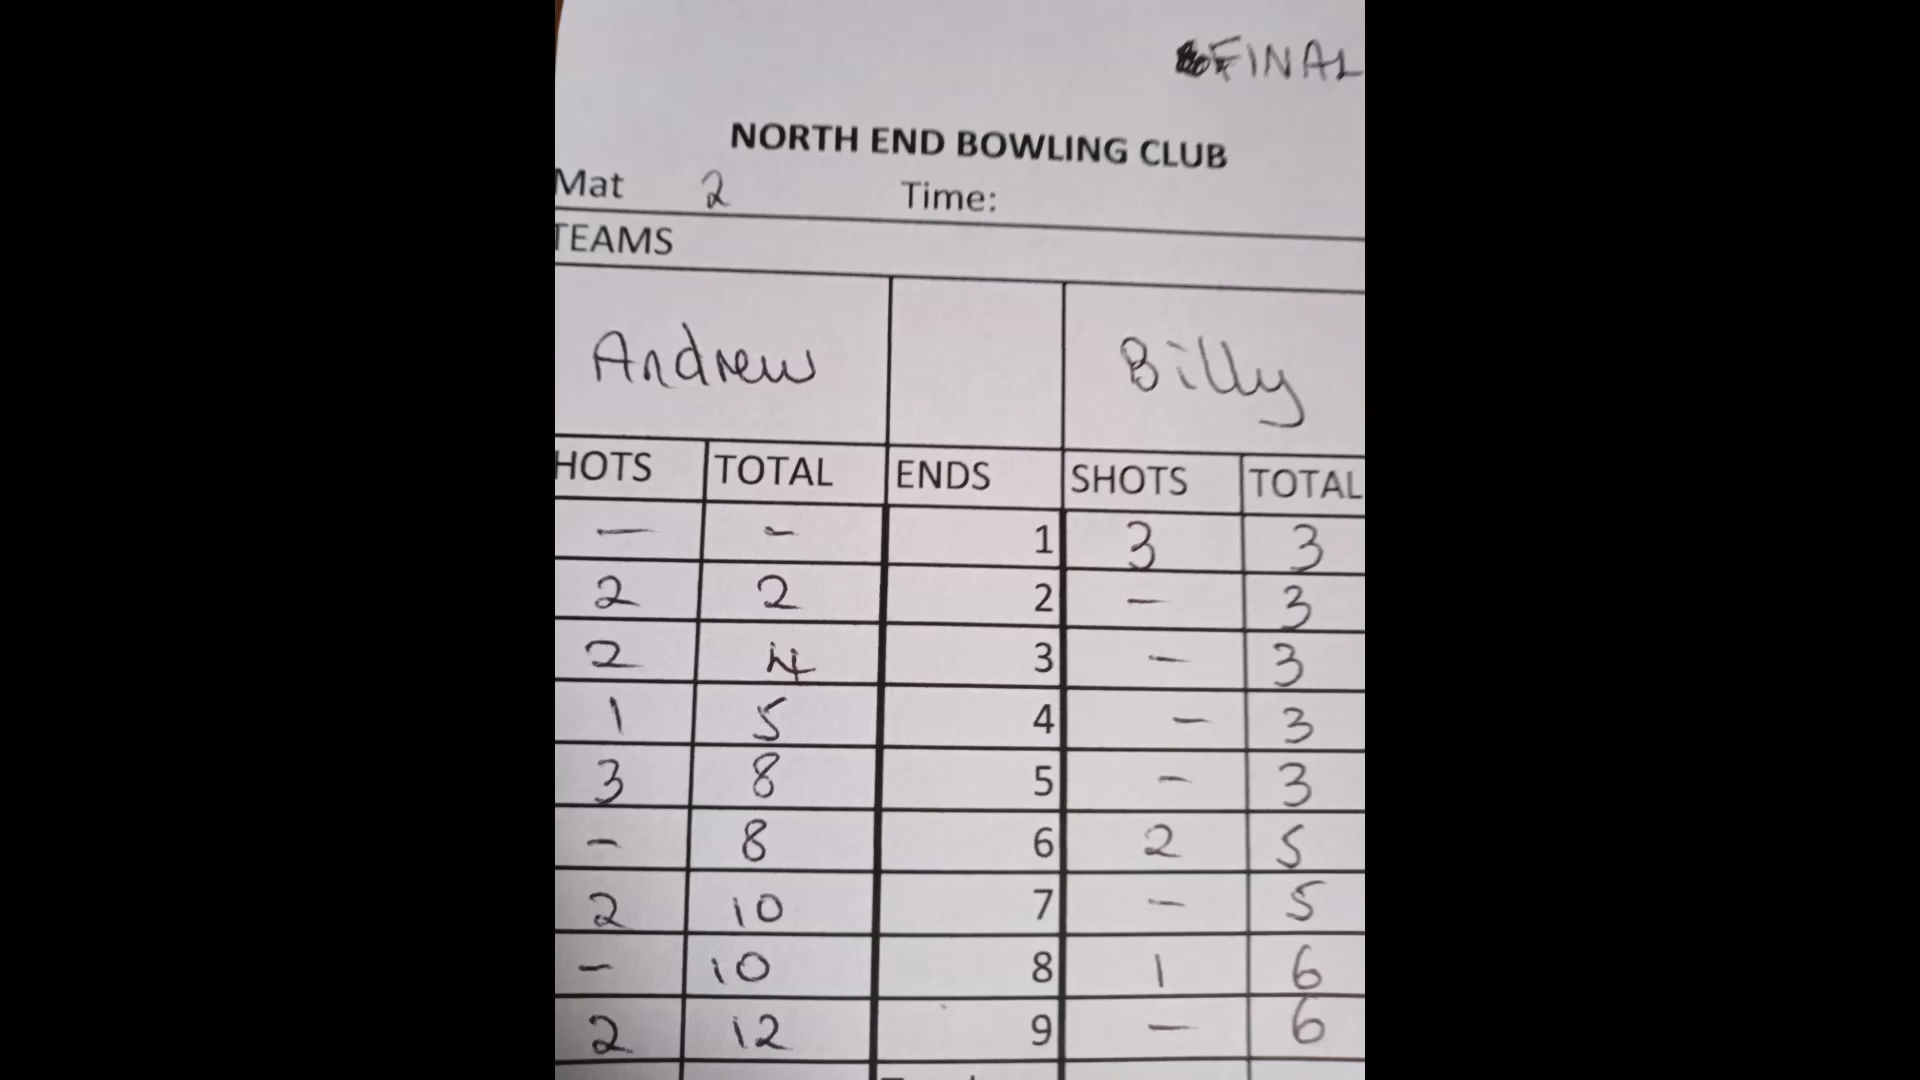 FINAL
NORTH END BOWLING CLUB
Mat 2 Time:
TEAMS
Andrew Billy
HOTS TOTAL ENDS SHOTS TOTAL
- - 1 3 3
2 2 2 - 3
2 4 3 - 3
1 5 4 - 3
3 8 5 - 3
- 8 6 2 5
2 10 7 - 5
- 10 8 1 6
2 12 9 - 6